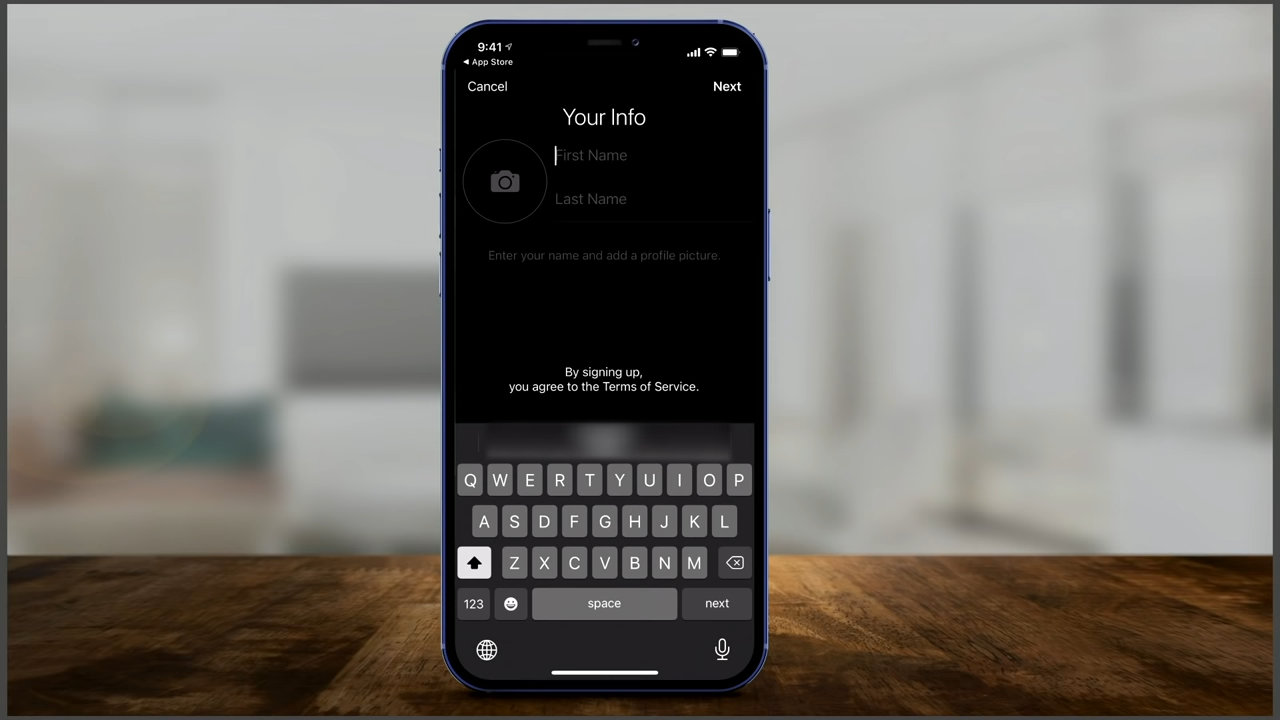 9:41
◀ App Store
Cancel Next
Your Info
First Name
Last Name
Enter your name and add a profile picture.
By signing up,
you agree to the Terms of Service.
Q W E R T Y U I O P
A S D F G H J K L
Z X C V B N M
123 space next